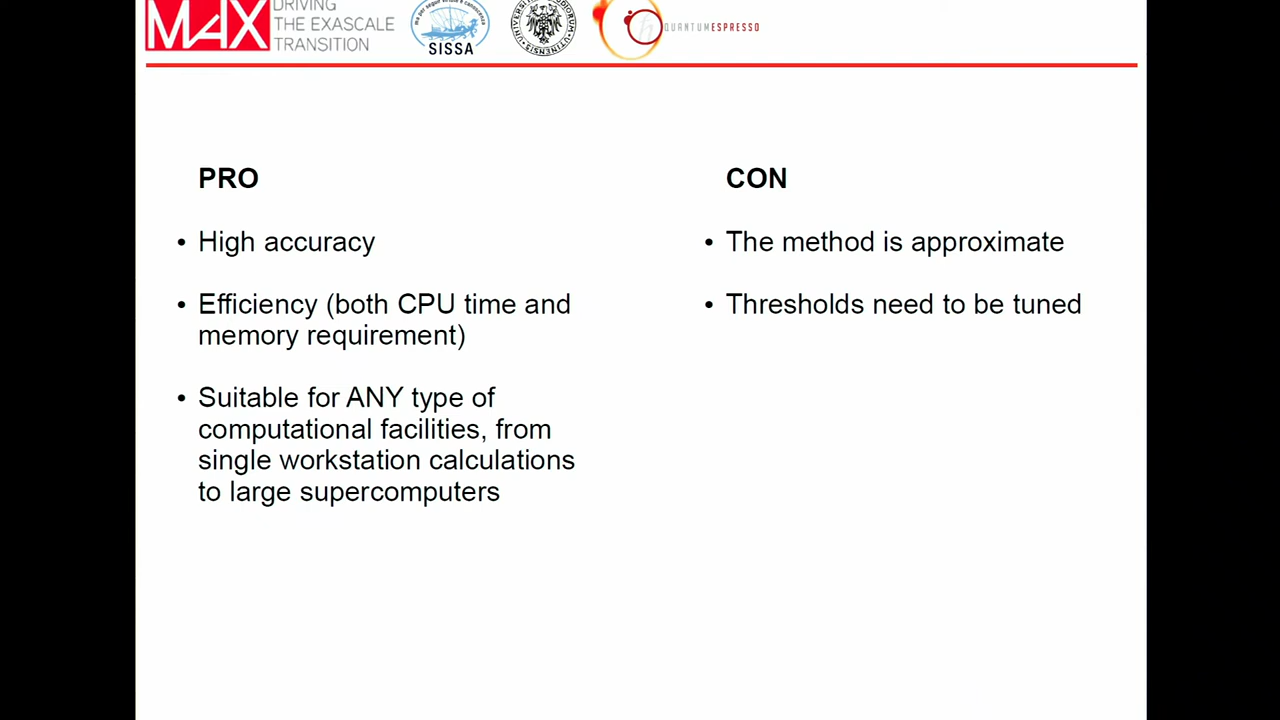 MAX
DRIVING
THE EXASCALE
TRANSITION
SISSA
QUANTUMESPRESSO
PRO
• High accuracy
• Efficiency (both CPU time and
memory requirement)
• Suitable for ANY type of
computational facilities, from
single workstation calculations
to large supercomputers
CON
• The method is approximate
• Thresholds need to be tuned